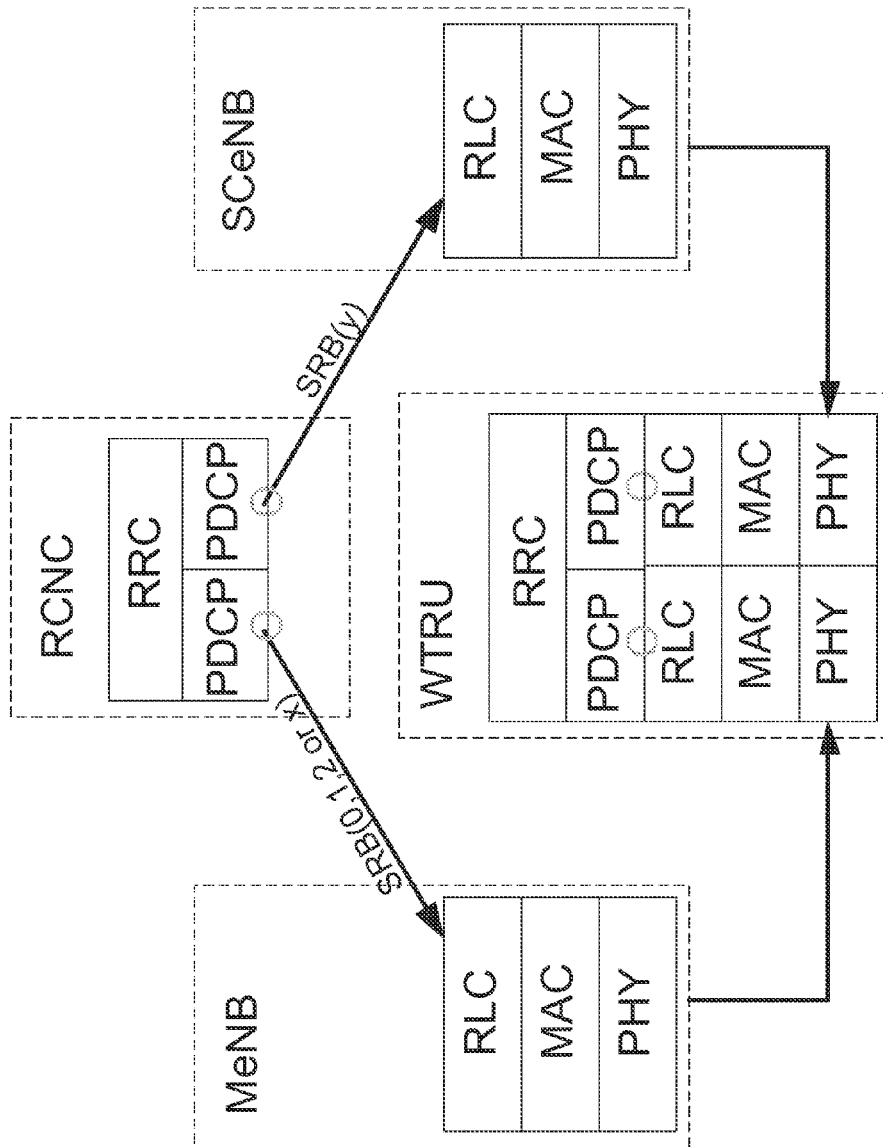 RCNC
RRC
PDCP
PDCP
SRB(0,1,2 or x)
SRB(y)
MeNB
RLC
MAC
PHY
SCeNB
RLC
MAC
PHY
WTRU
RRC
PDCP
PDCP
RLC
RLC
MAC
MAC
PHY
PHY